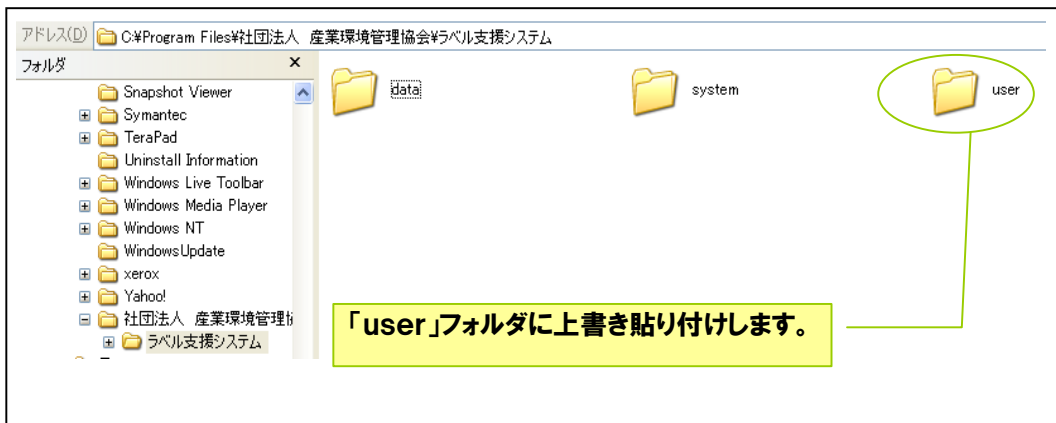 アドレス(D) C:¥Program Files¥社団法人 産業環境管理協会¥ラベル支援システム
フォルダ ×
Snapshot Viewer
Symantec
TeraPad
Uninstall Information
Windows Live Toolbar
Windows Media Player
Windows NT
WindowsUpdate
xerox
Yahoo!
社団法人 産業環境管理
ラベル支援システム
data
system
user
「user」フォルダに上書き貼り付けします。